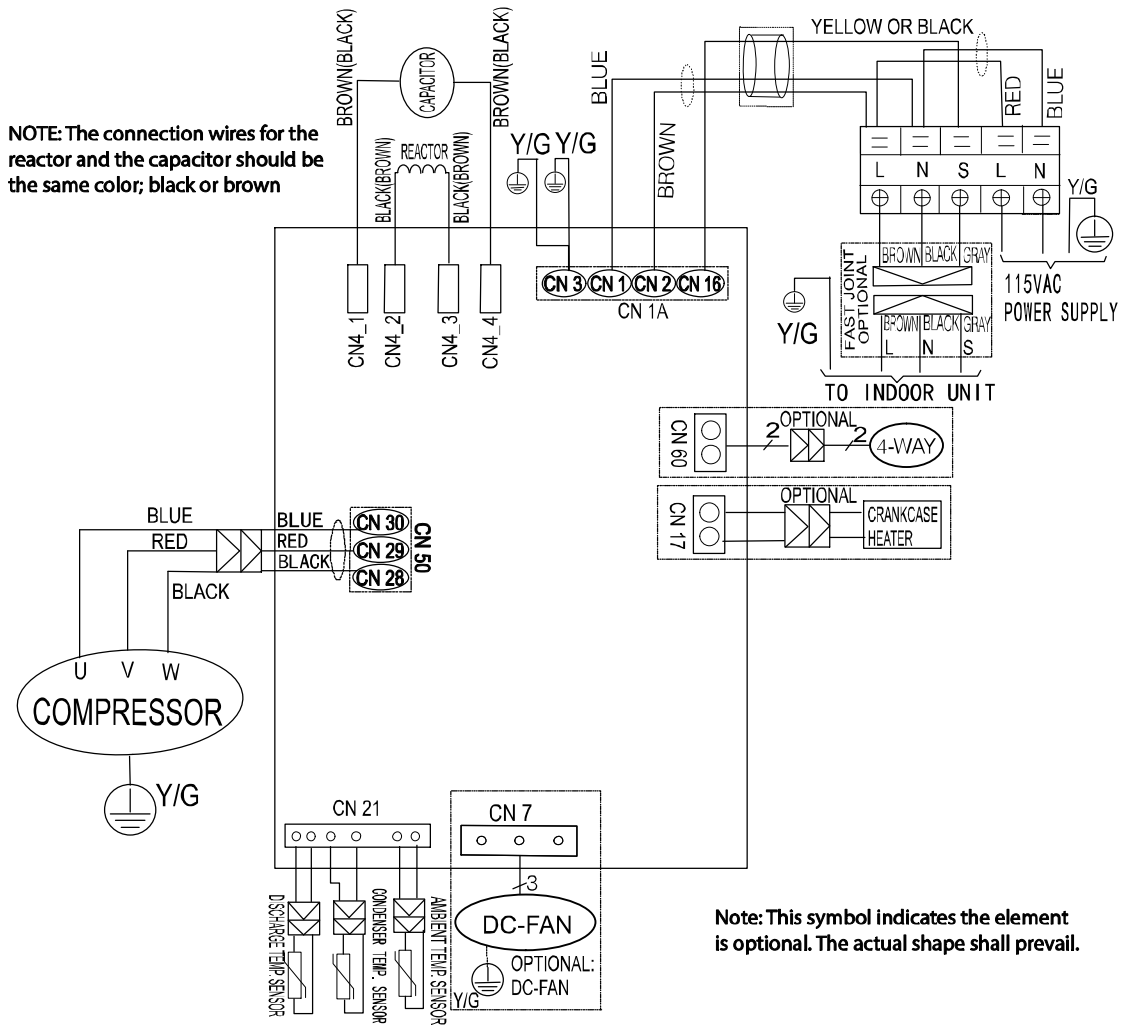 NOTE: The connection wires for the
reactor and the capacitor should be
the same color; black or brown
BROWN(BLACK)
CAPACITOR
BROWN(BLACK)
BLACK(BROWN)
REACTOR
BLACK(BROWN)
Y/G
Y/G
BLUE
BROWN
YELLOW OR BLACK
RED
BLUE
L N S L N
Y/G
CN4_1
CN4_2
CN4_3
CN4_4
CN 3
CN 1
CN 2
CN 16
CN 1A
FAST JOINT
OPTIONAL
BROWN BLACK GRAY
BROWN BLACK GRAY
L N S
Y/G
115VAC
POWER SUPPLY
TO INDOOR UNIT
CN 60
OPTIONAL
2
2
4-WAY
CN 17
OPTIONAL
CRANKCASE
HEATER
BLUE
RED
BLACK
BLUE
RED
BLACK
CN 30
CN 29
CN 28
CN 50
U V W
COMPRESSOR
Y/G
CN 21
DISCHARGE TEMP.SENSOR
CONDENSER TEMP. SENSOR
AMBIENT TEMP. SENSOR
CN 7
3
DC-FAN
OPTIONAL:
DC-FAN
Y/G
Note: This symbol indicates the element
is optional. The actual shape shall prevail.